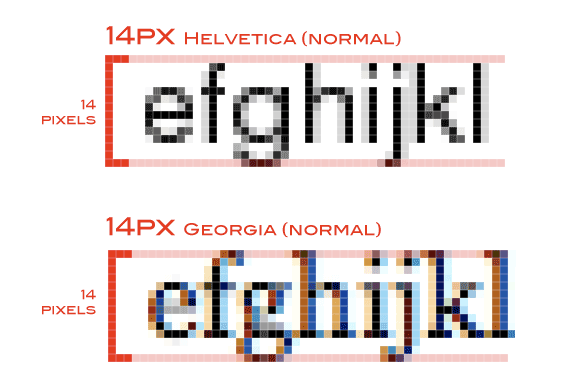 14PX HELVETICA (NORMAL)
14
PIXELS
efghijkl
14PX GEORGIA (NORMAL)
14
PIXELS
efghijkl